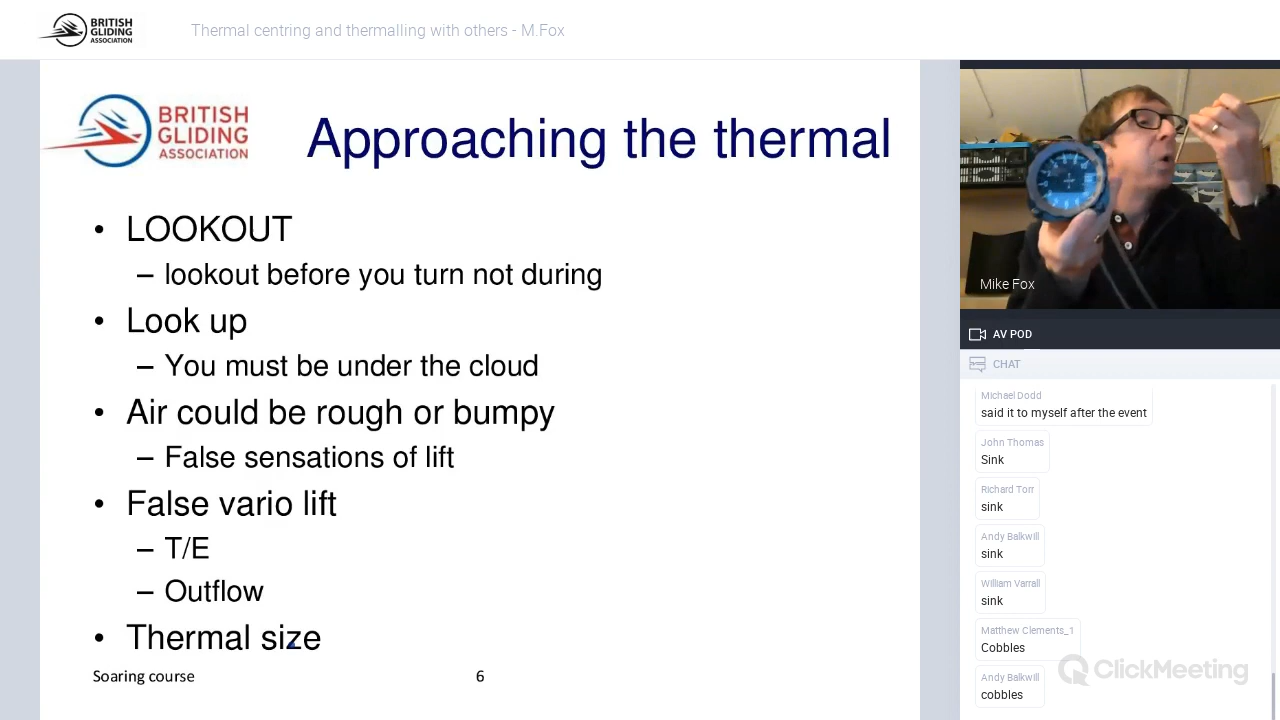 BRITISH
GLIDING
ASSOCIATION
Thermal centring and thermalling with others - M.Fox
BRITISH
GLIDING
ASSOCIATION
Approaching the thermal
• LOOKOUT
– lookout before you turn not during
• Look up
– You must be under the cloud
• Air could be rough or bumpy
– False sensations of lift
• False vario lift
– T/E
– Outflow
• Thermal size
Soaring course
6
Mike Fox
AV POD
CHAT
Michael Dodd
said it to myself after the event
John Thomas
Sink
Richard Torr
sink
Andy Balkwill
sink
William Varrall
sink
Matthew Clements_1
Cobbles
Andy Balkwill
cobbles
ClickMeeting